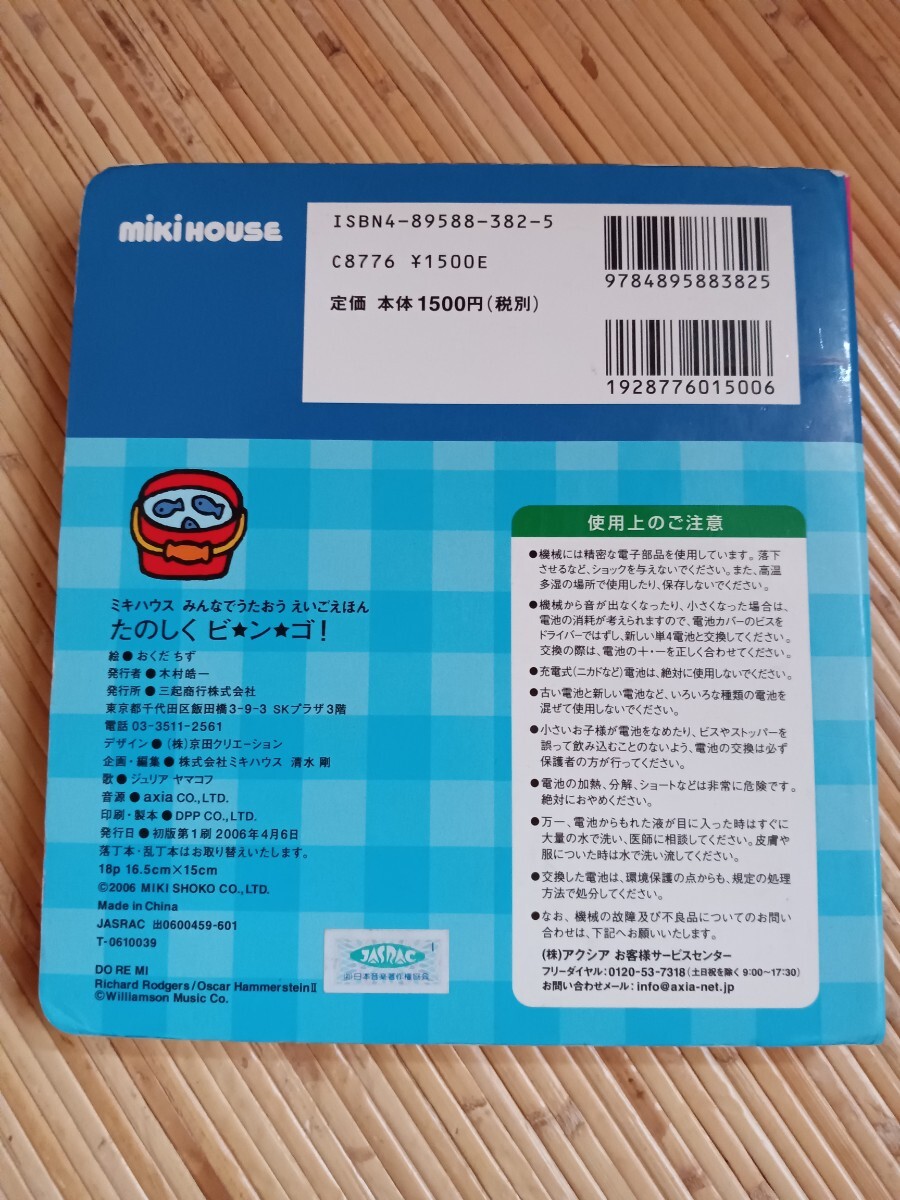 miki HOUSE
ISBN4-89588-382-5
C8776 ¥1500E
定価 本体1500円(税別)
9784895883825
1928776015006
ミキハウス みんなでうたおう えいごえほん
たのしく ビ★ン★ゴ!
絵●おくだ ちず
発行者●木村皓一
発行所●三起商行株式会社
東京都千代田区飯田橋3-9-3 SKプラザ3階
電話 03-3511-2561
デザイン●(株)京田クリエーション
企画・編集●株式会社ミキハウス 清水 剛
歌●ジュリア ヤマコフ
音源●axia CO.,LTD.
印刷・製本●DPP CO.,LTD.
発行日●初版第1刷 2006年4月6日
落丁本・乱丁本はお取り替えいたします。
18p 16.5cm×15cm
©2006 MIKI SHOKO CO.,LTD.
Made in China
JASRAC 出0600459-601
T-0610039
DO RE MI
Richard Rodgers/Oscar HammersteinⅡ
©Williamson Music Co.
JASRAC
使用上のご注意
●機械には精密な電子部品を使用しています。落下
させるなど、ショックを与えないでください。また、高温
多湿の場所で使用したり、保存しないでください。
●機械から音が出なくなったり、小さくなった場合は、
電池の消耗が考えられますので、電池カバーのビスを
ドライバーではずし、新しい単4電池と交換してください。
交換の際は、電池の+・-を正しく合わせてください。
●充電式(ニカドなど)電池は、絶対に使用しないでください。
●古い電池と新しい電池など、いろいろな種類の電池を
混ぜて使用しないでください。
●小さいお子様が電池をなめたり、ビスやストッパーを
誤って飲み込むことのないよう、電池の交換は必ず
保護者の方が行ってください。
●電池の加熱、分解、ショートなどは非常に危険です。
絶対におやめください。
●万一、電池からもれた液が目に入った時はすぐに
大量の水で洗い、医師に相談してください。皮膚や
服についた時は水で洗い流してください。
●交換した電池は、環境保護の点からも、規定の処理
方法で処分してください。
●なお、機械の故障及び不良品についてのお問い
合わせは、下記へお願いいたします。
(株)アクシア お客様サービスセンター
フリーダイヤル:0120-53-7318(土日祝を除く 9:00~17:30)
お問い合わせメール:info@axia-net.jp